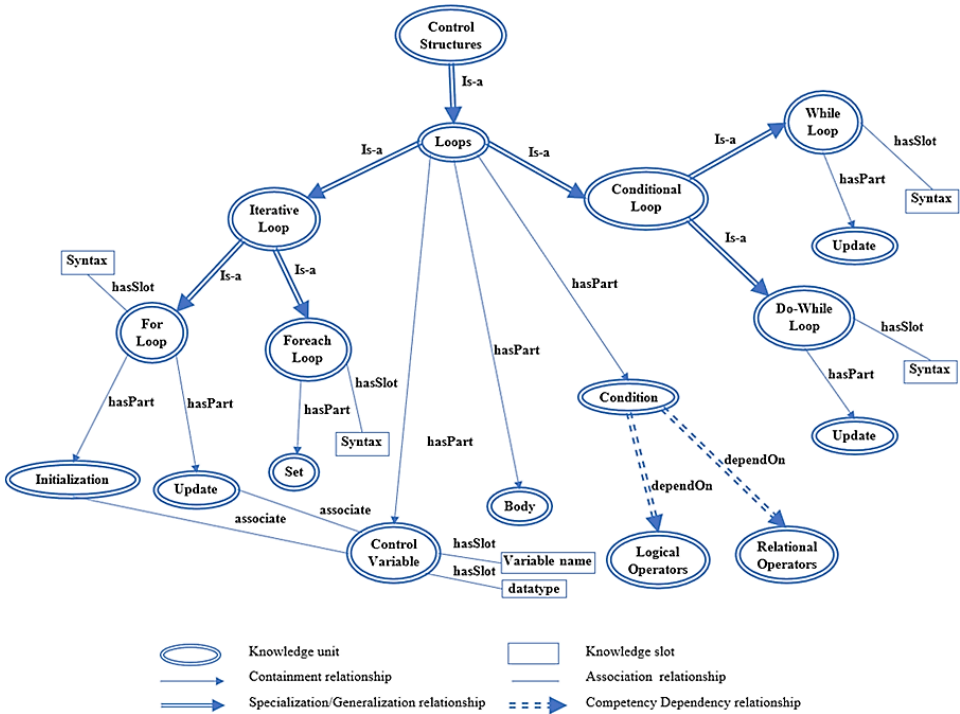 Control
Structures
Is-a
Loops
Is-a
Is-a
Is-a
While
Loop
hasSlot
Syntax
hasPart
Update
Iterative
Loop
Conditional
Loop
Is-a
Syntax
hasSlot
Is-a
Is-a
For
Loop
Foreach
Loop
hasPart
Do-While
Loop
hasSlot
Syntax
hasPart
Update
hasPart
hasPart
hasPart
hasSlot
Syntax
hasPart
Condition
hasPart
dependOn
dependOn
Initialization
Update
Set
Body
associate
associate
Control
Variable
hasSlot
Variable name
hasSlot
datatype
Logical
Operators
Relational
Operators
Knowledge unit
Knowledge slot
Containment relationship
Association relationship
Specialization/Generalization relationship
Competency Dependency relationship